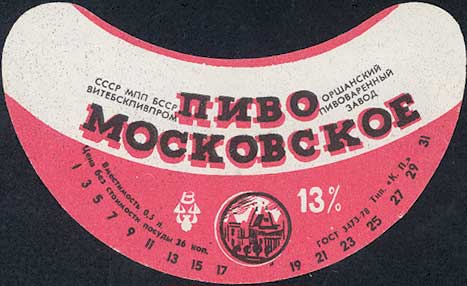 СССР МПП БССР
ВИТЕБСКПИВПРОМ
ПИВО
ОРШАНСКИЙ
ПИВОВАРЕННЫЙ
ЗАВОД
МОСКОВСКОЕ
Вместимость 0,5 л.
Цена без стоимости посуды 36 коп.
13%
ГОСТ 3473-78 Тип. „К. П."
1 3 5 7 9 11 13 15 17 19 21 23 25 27 29 31